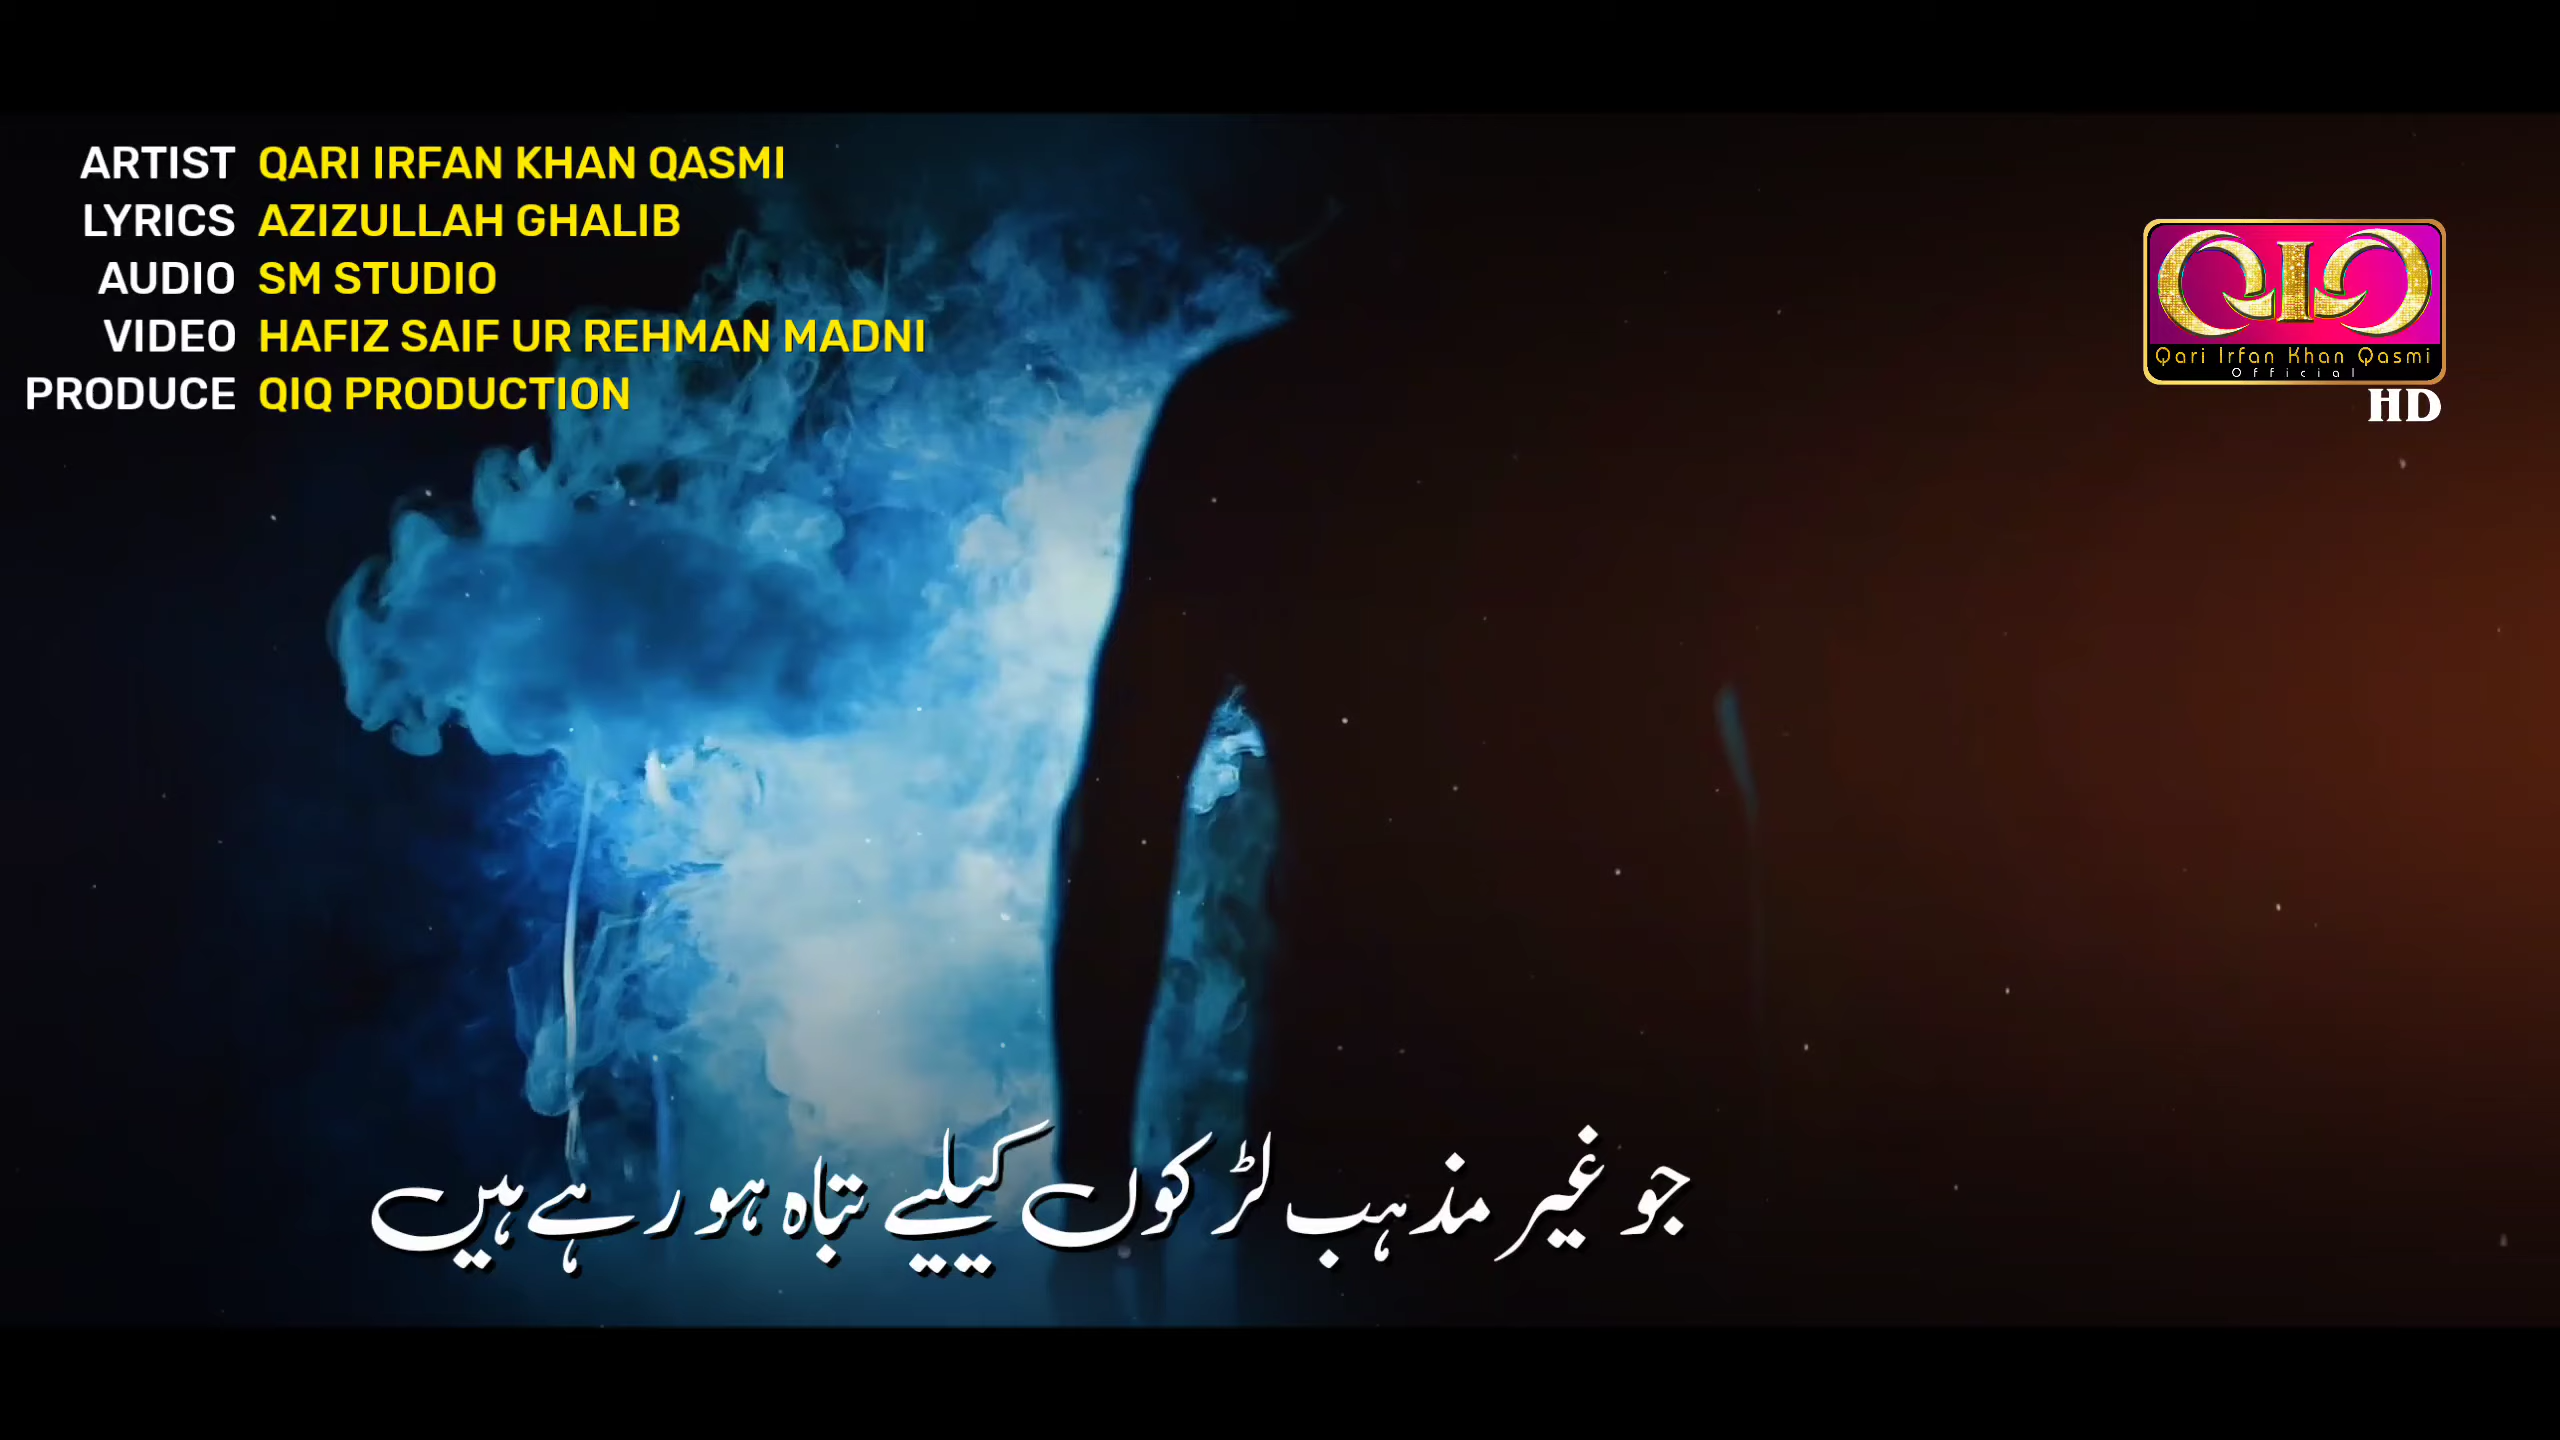 ARTIST QARI IRFAN KHAN QASMI
LYRICS AZIZULLAH GHALIB
AUDIO SM STUDIO
VIDEO HAFIZ SAIF UR REHMAN MADNI
PRODUCE QIQ PRODUCTION
QIQ
Qari Irfan Khan Qasmi
Official
HD
جو غیر مذہب لڑکوں کیلیے تباہ ہو رہے ہیں